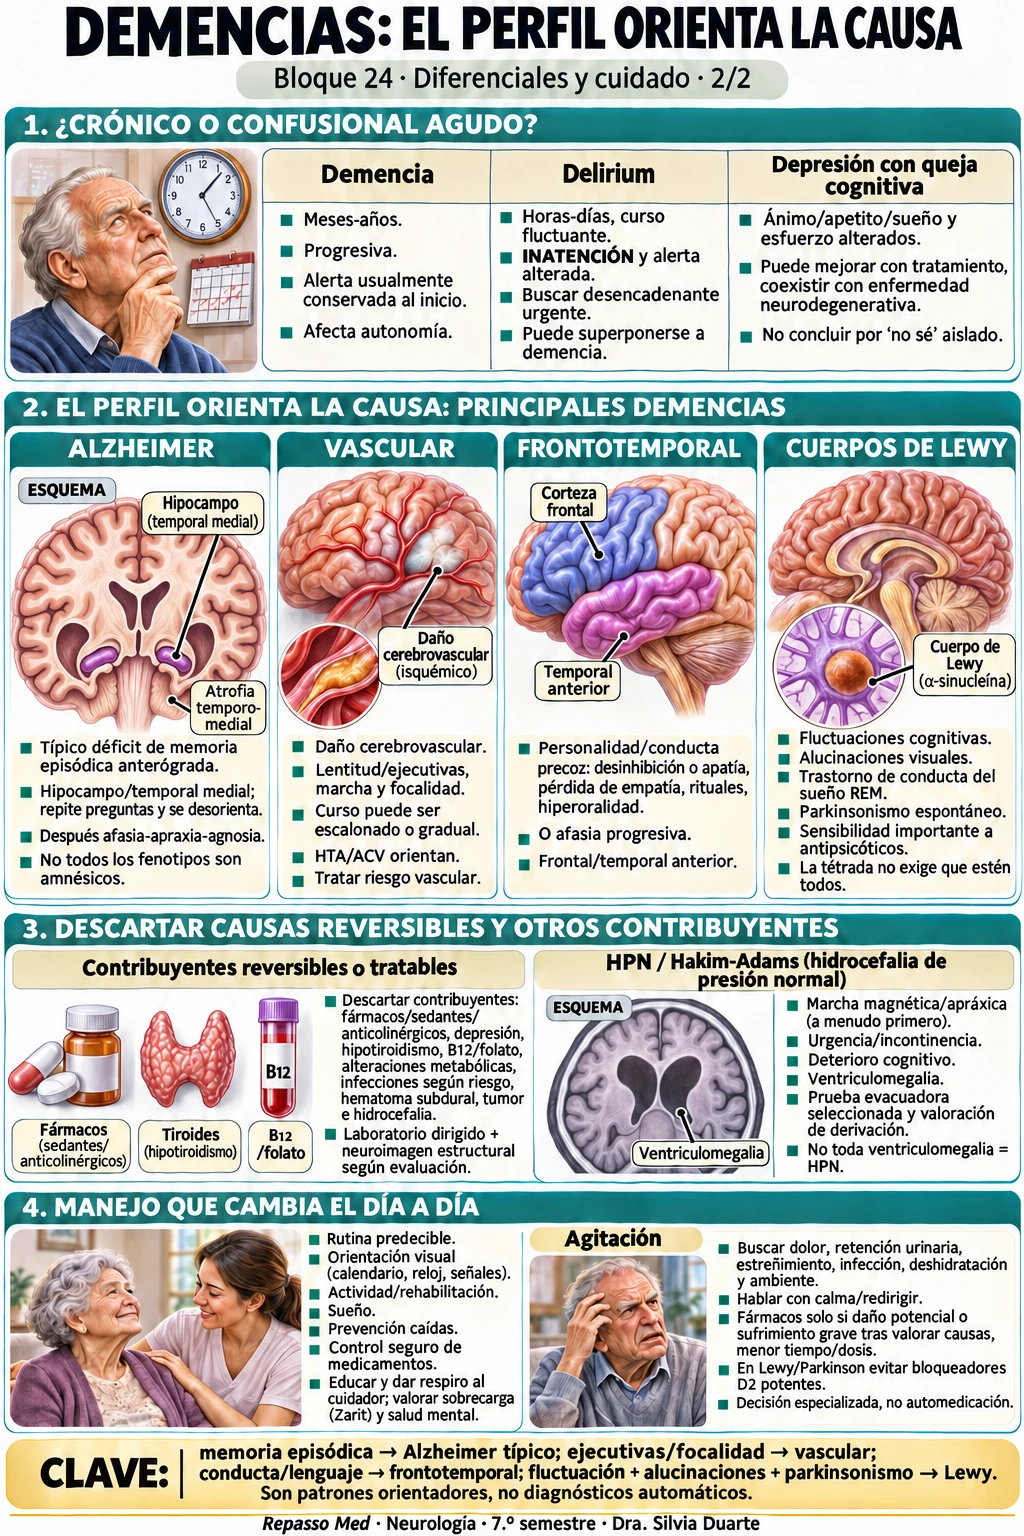 DEMENCIAS: EL PERFIL ORIENTA LA CAUSA
Bloque 24 · Diferenciales y cuidado · 2/2
1. ¿CRÓNICO O CONFUSIONAL AGUDO?
12
1
2
3
4
5
6
7
8
9
10
11
Demencia
Meses-años.
Progresiva.
Alerta usualmente
conservada al inicio.
Afecta autonomía.
Delirium
Horas-días, curso
fluctuante.
INATENCIÓN y alerta
alterada.
Buscar desencadenante
urgente.
Puede superponerse a
demencia.
Depresión con queja
cognitiva
Ánimo/apetito/sueño y
esfuerzo alterados.
Puede mejorar con tratamiento,
coexistir con enfermedad
neurodegenerativa.
No concluir por ‘no sé’ aislado.
2. EL PERFIL ORIENTA LA CAUSA: PRINCIPALES DEMENCIAS
ALZHEIMER
ESQUEMA
Hipocampo
(temporal medial)
Atrofia
temporo-
medial
Típico déficit de memoria
episódica anterógrada.
Hipocampo/temporal medial;
repite preguntas y se desorienta.
Después afasia-apraxia-agnosia.
No todos los fenotipos son
amnésicos.
VASCULAR
Daño
cerebrovascular
(isquémico)
Daño cerebrovascular.
Lentitud/ejecutivas,
marcha y focalidad.
Curso puede ser
escalonado o gradual.
HTA/ACV orientan.
Tratar riesgo vascular.
FRONTOTEMPORAL
Corteza
frontal
Temporal
anterior
Personalidad/conducta
precoz: desinhibición o apatía,
pérdida de empatía, rituales,
hiperoralidad.
O afasia progresiva.
Frontal/temporal anterior.
CUERPOS DE LEWY
Cuerpo de
Lewy
(α-sinucleína)
Fluctuaciones cognitivas.
Alucinaciones visuales.
Trastorno de conducta del
sueño REM.
Parkinsonismo espontáneo.
Sensibilidad importante a
antipsicóticos.
La tétrada no exige que estén
todos.
3. DESCARTAR CAUSAS REVERSIBLES Y OTROS CONTRIBUYENTES
Contribuyentes reversibles o tratables
B12
Fármacos
(sedantes/
anticolinérgicos)
Tiroides
(hipotiroidismo)
B12
/folato
Descartar contribuyentes:
fármacos/sedantes/
anticolinérgicos, depresión,
hipotiroidismo, B12/folato,
alteraciones metabólicas,
infecciones según riesgo,
hematoma subdural, tumor
e hidrocefalia.
Laboratorio dirigido +
neuroimagen estructural
según evaluación.
HPN / Hakim-Adams (hidrocefalia de
presión normal)
ESQUEMA
Ventriculomegalia
Marcha magnética/apráxica
(a menudo primero).
Urgencia/incontinencia.
Deterioro cognitivo.
Ventriculomegalia.
Prueba evacuadora
seleccionada y valoración
de derivación.
No toda ventriculomegalia =
HPN.
4. MANEJO QUE CAMBIA EL DÍA A DÍA
Rutina predecible.
Orientación visual
(calendario, reloj, señales).
Actividad/rehabilitación.
Sueño.
Prevención caídas.
Control seguro de
medicamentos.
Educar y dar respiro al
cuidador; valorar sobrecarga
(Zarit) y salud mental.
Agitación
Buscar dolor, retención urinaria,
estreñimiento, infección, deshidratación
y ambiente.
Hablar con calma/redirigir.
Fármacos solo si daño potencial o
sufrimiento grave tras valorar causas,
menor tiempo/dosis.
En Lewy/Parkinson evitar bloqueadores
D2 potentes.
Decisión especializada, no automedicación.
CLAVE:
memoria episódica → Alzheimer típico; ejecutivas/focalidad → vascular;
conducta/lenguaje → frontotemporal; fluctuación + alucinaciones + parkinsonismo → Lewy.
Son patrones orientadores, no diagnósticos automáticos.
Repasso Med · Neurología · 7.º semestre · Dra. Silvia Duarte